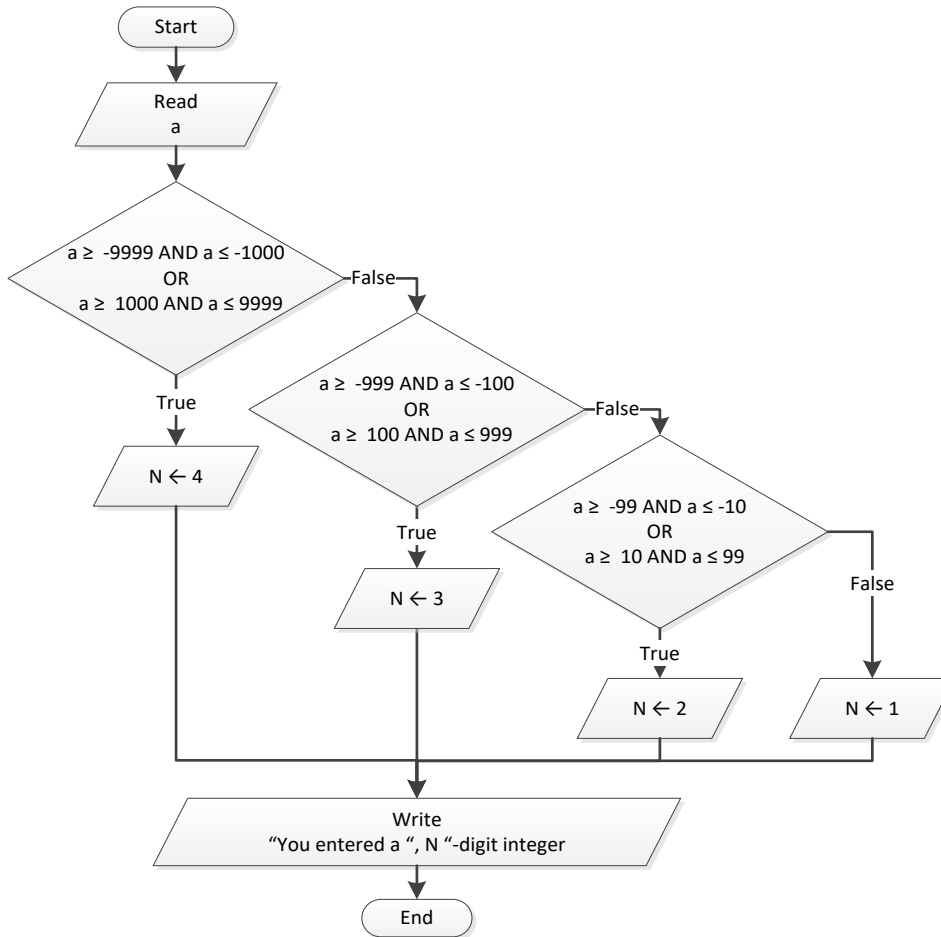 Start
Read
a
a ≥  -9999 AND a ≤ -1000
OR
a ≥  1000 AND a ≤ 9999
False
True
N ← 4
a ≥  -999 AND a ≤ -100
OR
a ≥  100 AND a ≤ 999
False
True
N ← 3
a ≥  -99 AND a ≤ -10
OR
a ≥  10 AND a ≤ 99
False
True
N ← 2
N ← 1
Write
“You entered a “, N “-digit integer
End